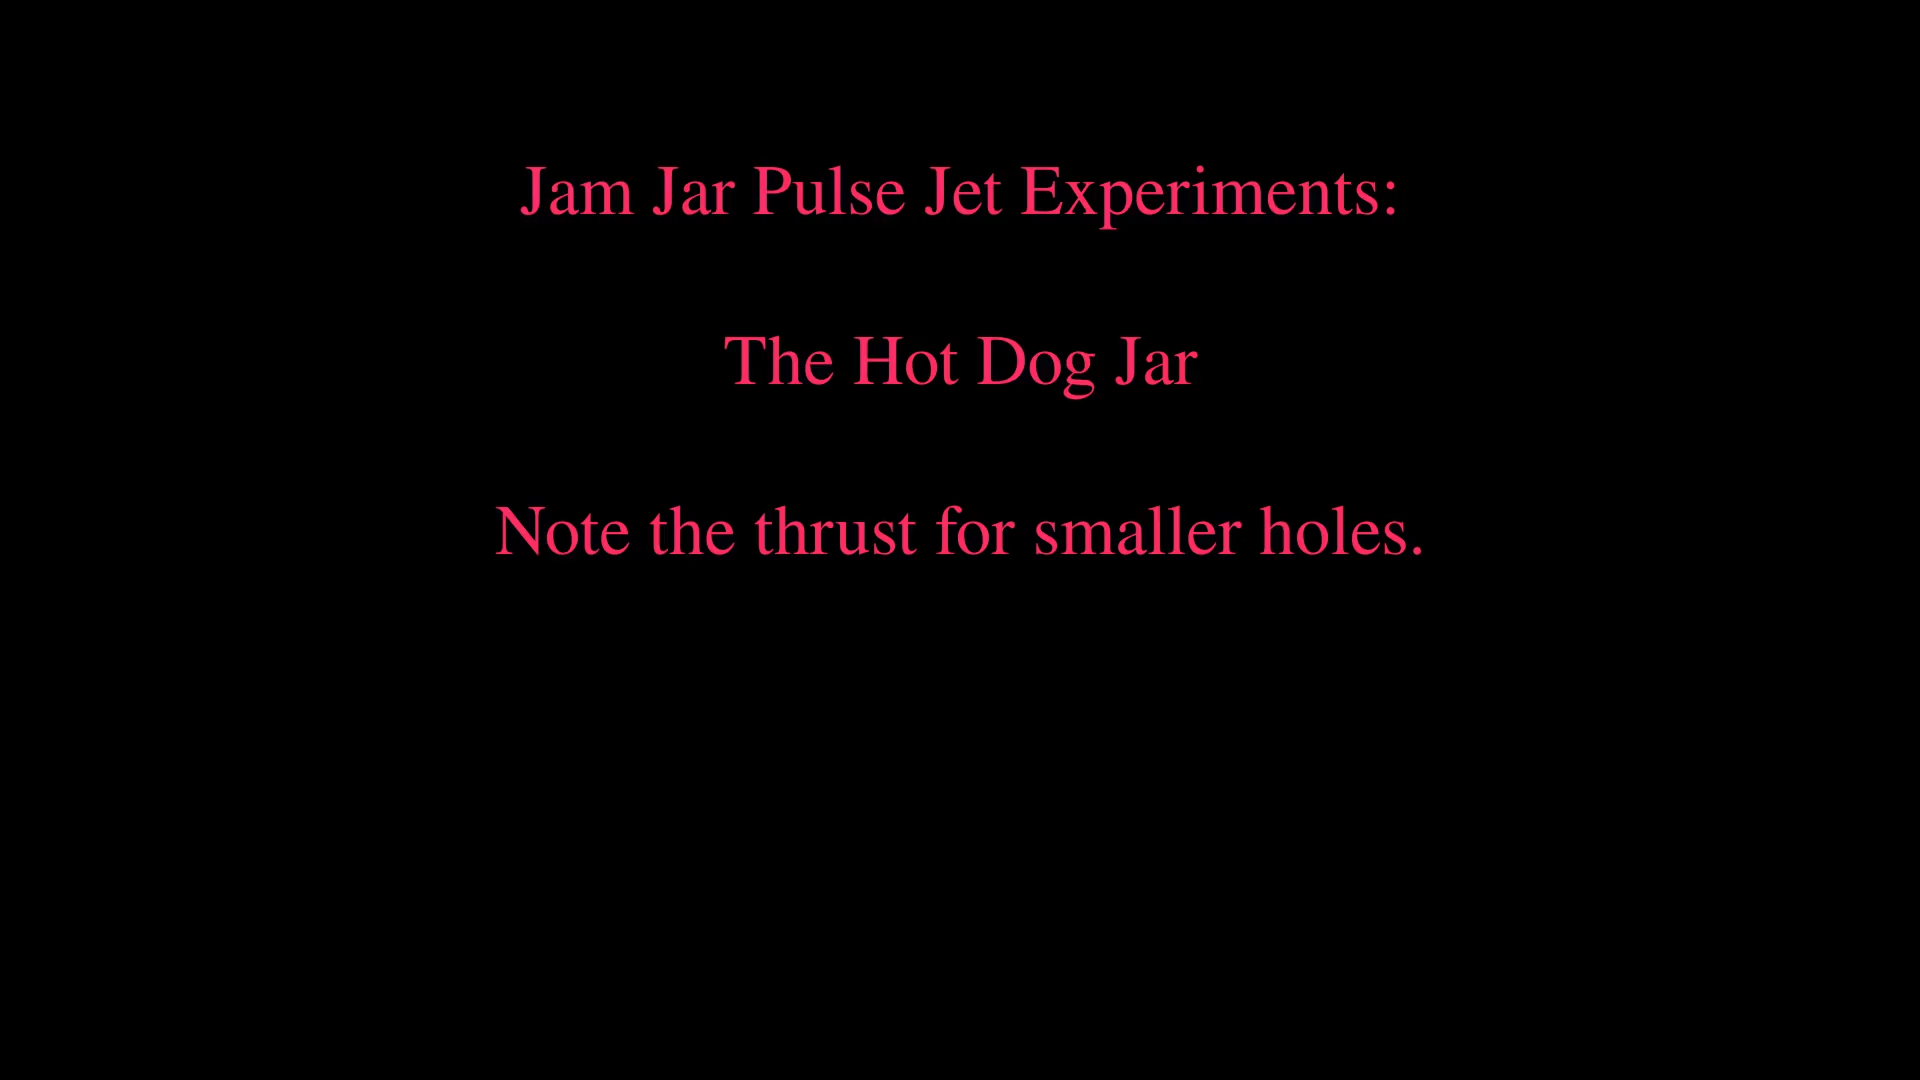 Jam Jar Pulse Jet Experiments:
The Hot Dog Jar
Note the thrust for smaller holes.